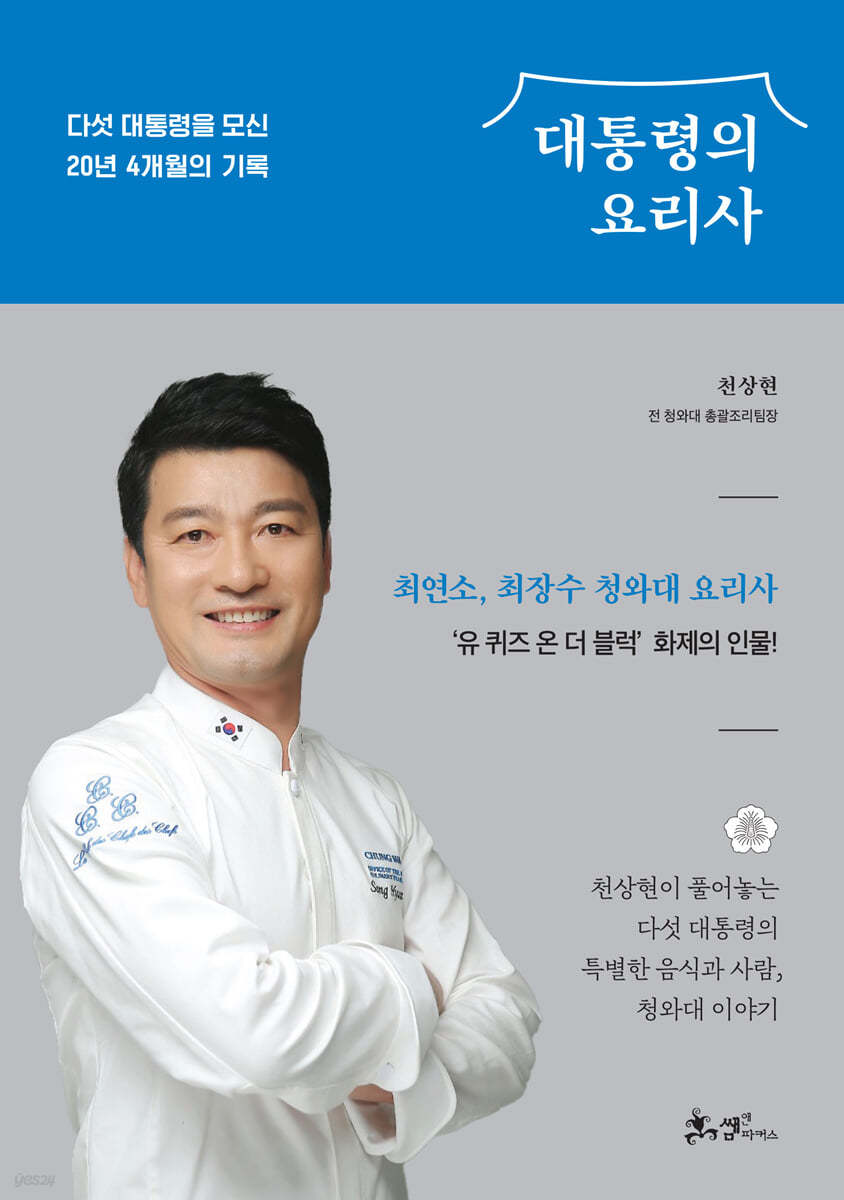 다섯 대통령을 모신
20년 4개월의 기록
대통령의
요리사
천상현
전 청와대 총괄조리팀장
최연소, 최장수 청와대 요리사
‘유 퀴즈 온 더 블럭’ 화제의 인물!
C.
C. C.
des Chefs des Chefs
CHUNG
Sang
천상현이 풀어놓는
다섯 대통령의
특별한 음식과 사람,
청와대 이야기
쌤앤파커스
yes24